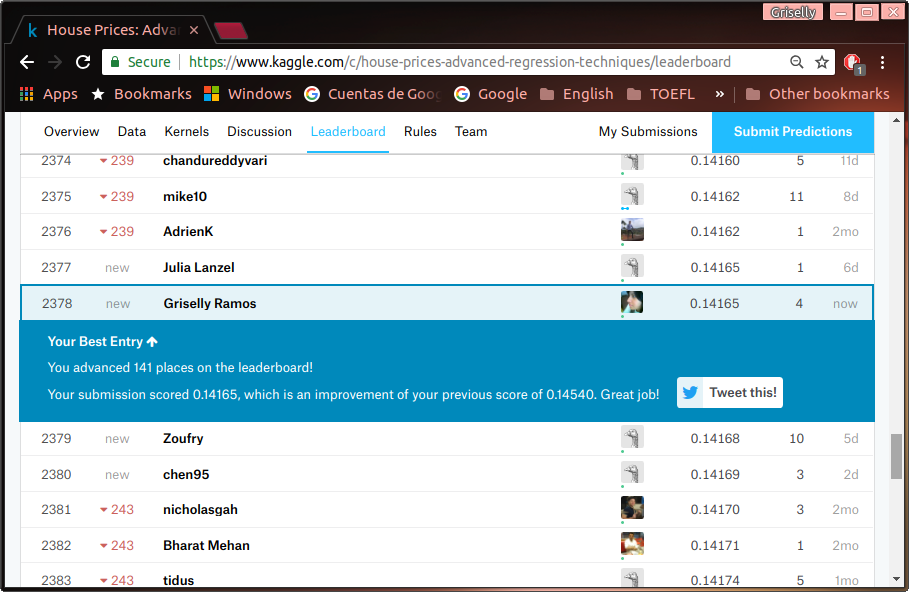 Griselly
House Prices: Adva
Secure https://www.kaggle.com/c/house-prices-advanced-regression-techniques/leaderboard 1
Apps Bookmarks Windows Cuentas de Goo Google English TOEFL » Other bookmarks
Overview Data Kernels Discussion Leaderboard Rules Team My Submissions Submit Predictions
2374 239 chandureddyvari 0.14160 5 11d
2375 239 mike10 0.14162 11 8d
2376 239 AdrienK 0.14162 1 2mo
2377 new Julia Lanzel 0.14165 1 6d
2378 new Griselly Ramos 0.14165 4 now
Your Best Entry
You advanced 141 places on the leaderboard!
Your submission scored 0.14165, which is an improvement of your previous score of 0.14540. Great job! Tweet this!
2379 new Zoufry 0.14168 10 5d
2380 new chen95 0.14169 3 2d
2381 243 nicholasgah 0.14170 3 2mo
2382 243 Bharat Mehan 0.14171 1 2mo
2383 243 tidus 0.14174 5 1mo